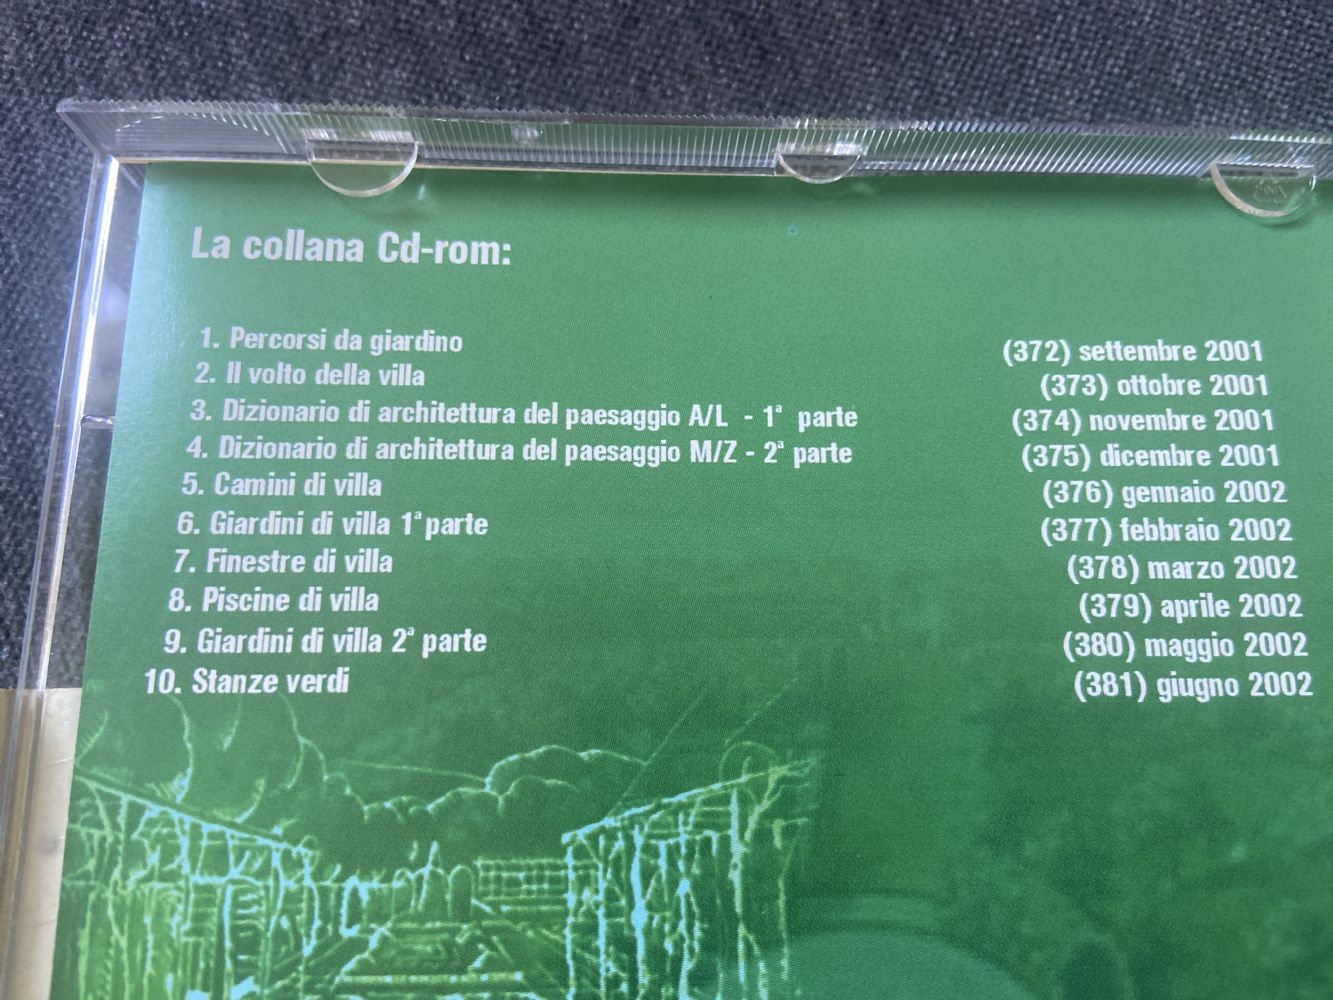 La collana Cd-rom:
1. Percorsi da giardino (372) settembre 2001
2. Il volto della villa (373) ottobre 2001
3. Dizionario di architettura del paesaggio A/L - 1ª parte (374) novembre 2001
4. Dizionario di architettura del paesaggio M/Z - 2ª parte (375) dicembre 2001
5. Camini di villa (376) gennaio 2002
6. Giardini di villa 1ª parte (377) febbraio 2002
7. Finestre di villa (378) marzo 2002
8. Piscine di villa (379) aprile 2002
9. Giardini di villa 2ª parte (380) maggio 2002
10. Stanze verdi (381) giugno 2002